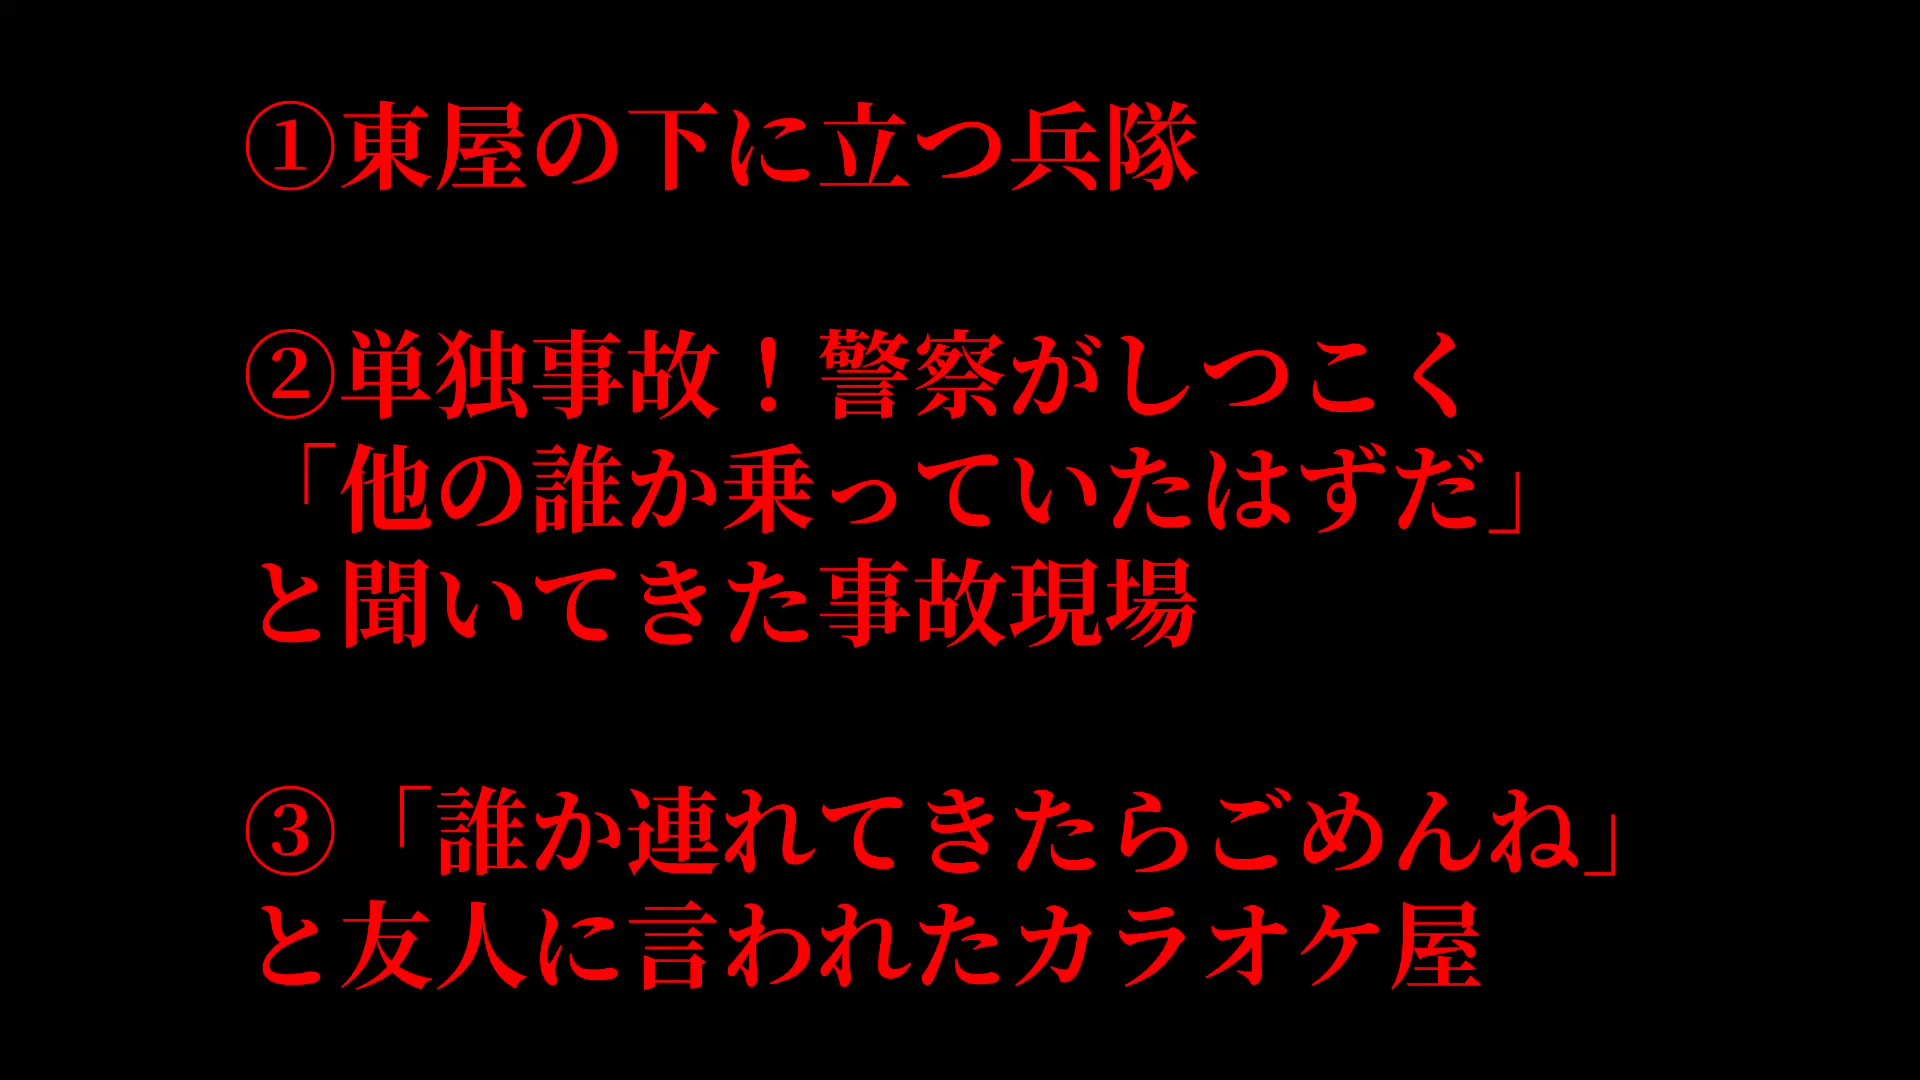 ①東屋の下に立つ兵隊
②単独事故！警察がしつこく
「他の誰か乗っていたはずだ」
と聞いてきた事故現場
③「誰か連れてきたらごめんね」
と友人に言われたカラオケ屋